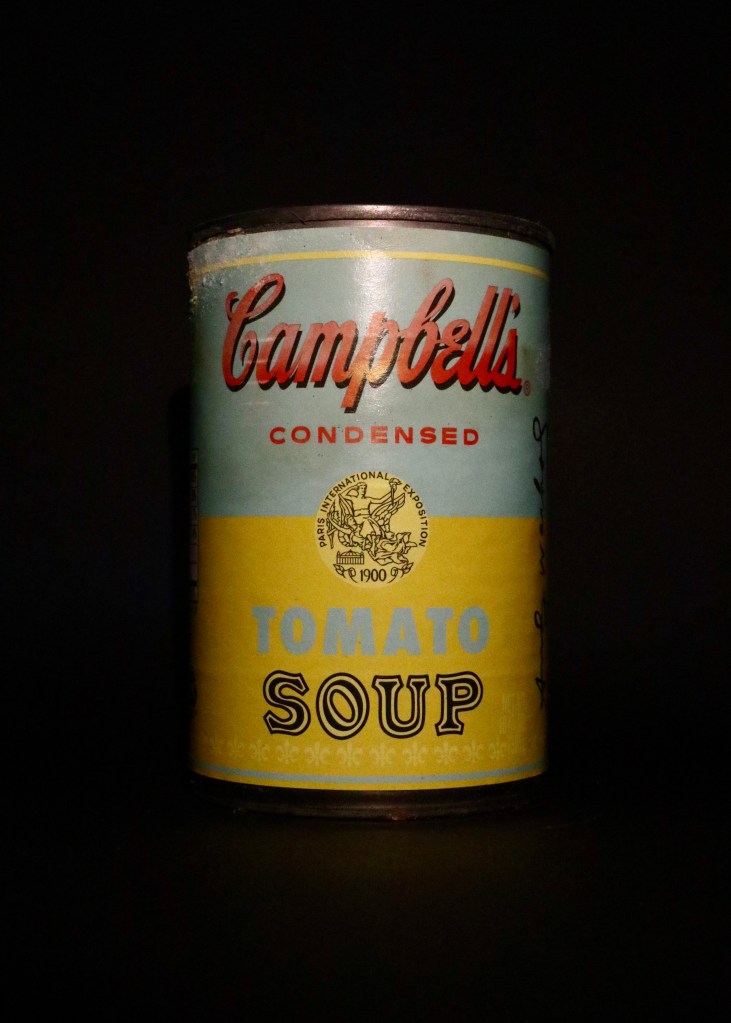 Campbell's®
CONDENSED
PARIS INTERNATIONAL EXPOSITION
1900
TOMATO
SOUP